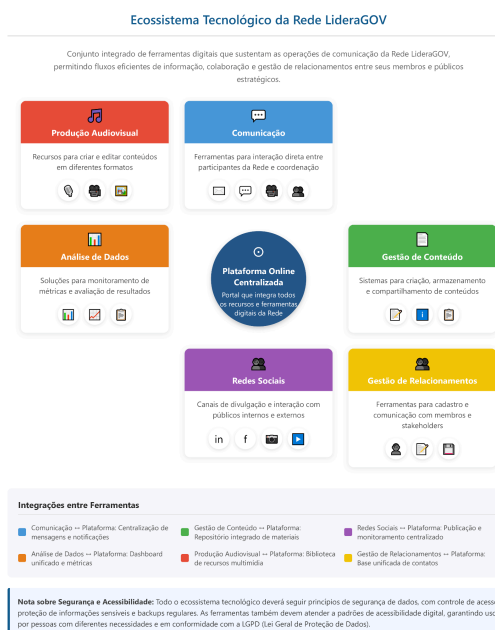 Ecossistema Tecnológico da Rede LideraGOV
Conjunto integrado de ferramentas digitais que sustentam as operações de comunicação da Rede LideraGOV,
permitindo fluxos eficientes de informação, colaboração e gestão de relacionamentos entre seus membros e públicos
estratégicos.
Produção Audiovisual
Recursos para criar e editar conteúdos
em diferentes formatos
Comunicação
Ferramentas para interação direta entre
participantes da Rede e coordenação
Análise de Dados
Soluções para monitoramento de
métricas e avaliação de resultados
Plataforma Online
Centralizada
Portal que integra todos
os recursos e ferramentas
digitais da Rede
Gestão de Conteúdo
Sistemas para criação, armazenamento
e compartilhamento de conteúdos
Redes Sociais
Canais de divulgação e interação com
públicos internos e externos
in f
Gestão de Relacionamentos
Ferramentas para cadastro e
comunicação com membros e
stakeholders
Integrações entre Ferramentas
Comunicação ↔ Plataforma: Centralização de
mensagens e notificações
Gestão de Conteúdo ↔ Plataforma:
Repositório integrado de materiais
Redes Sociais ↔ Plataforma: Publicação e
monitoramento centralizado
Análise de Dados ↔ Plataforma: Dashboard
unificado e métricas
Produção Audiovisual ↔ Plataforma: Biblioteca
de recursos multimídia
Gestão de Relacionamentos ↔ Plataforma:
Base unificada de contatos
Nota sobre Segurança e Acessibilidade: Todo o ecossistema tecnológico deverá seguir princípios de segurança de dados, com controle de
proteção de informações sensíveis e backups regulares. As ferramentas também devem atender a padrões de acessibilidade digital, garantindo
por pessoas com diferentes necessidades e em conformidade com a LGPD (Lei Geral de Proteção de Dados).